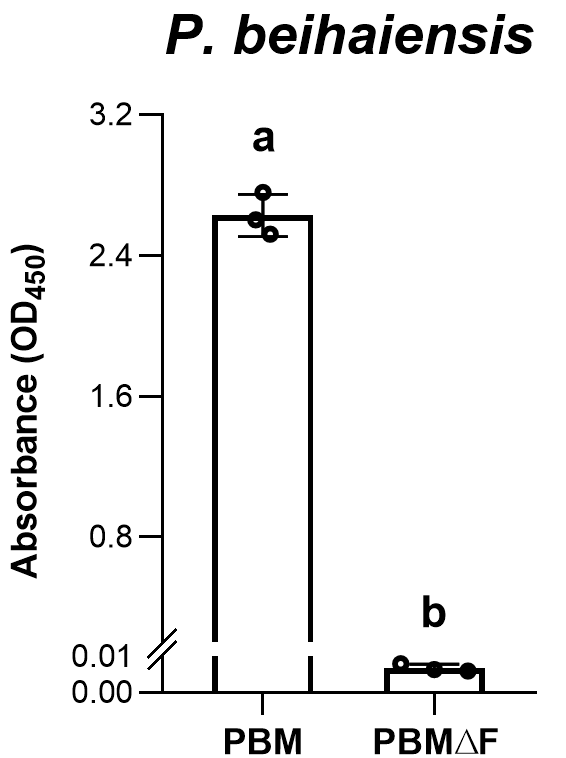 P. beihaiensis
3.2
a
2.4
1.6
0.8
b
0.01
0.00
Absorbance (OD450)
PBM
PBMΔF